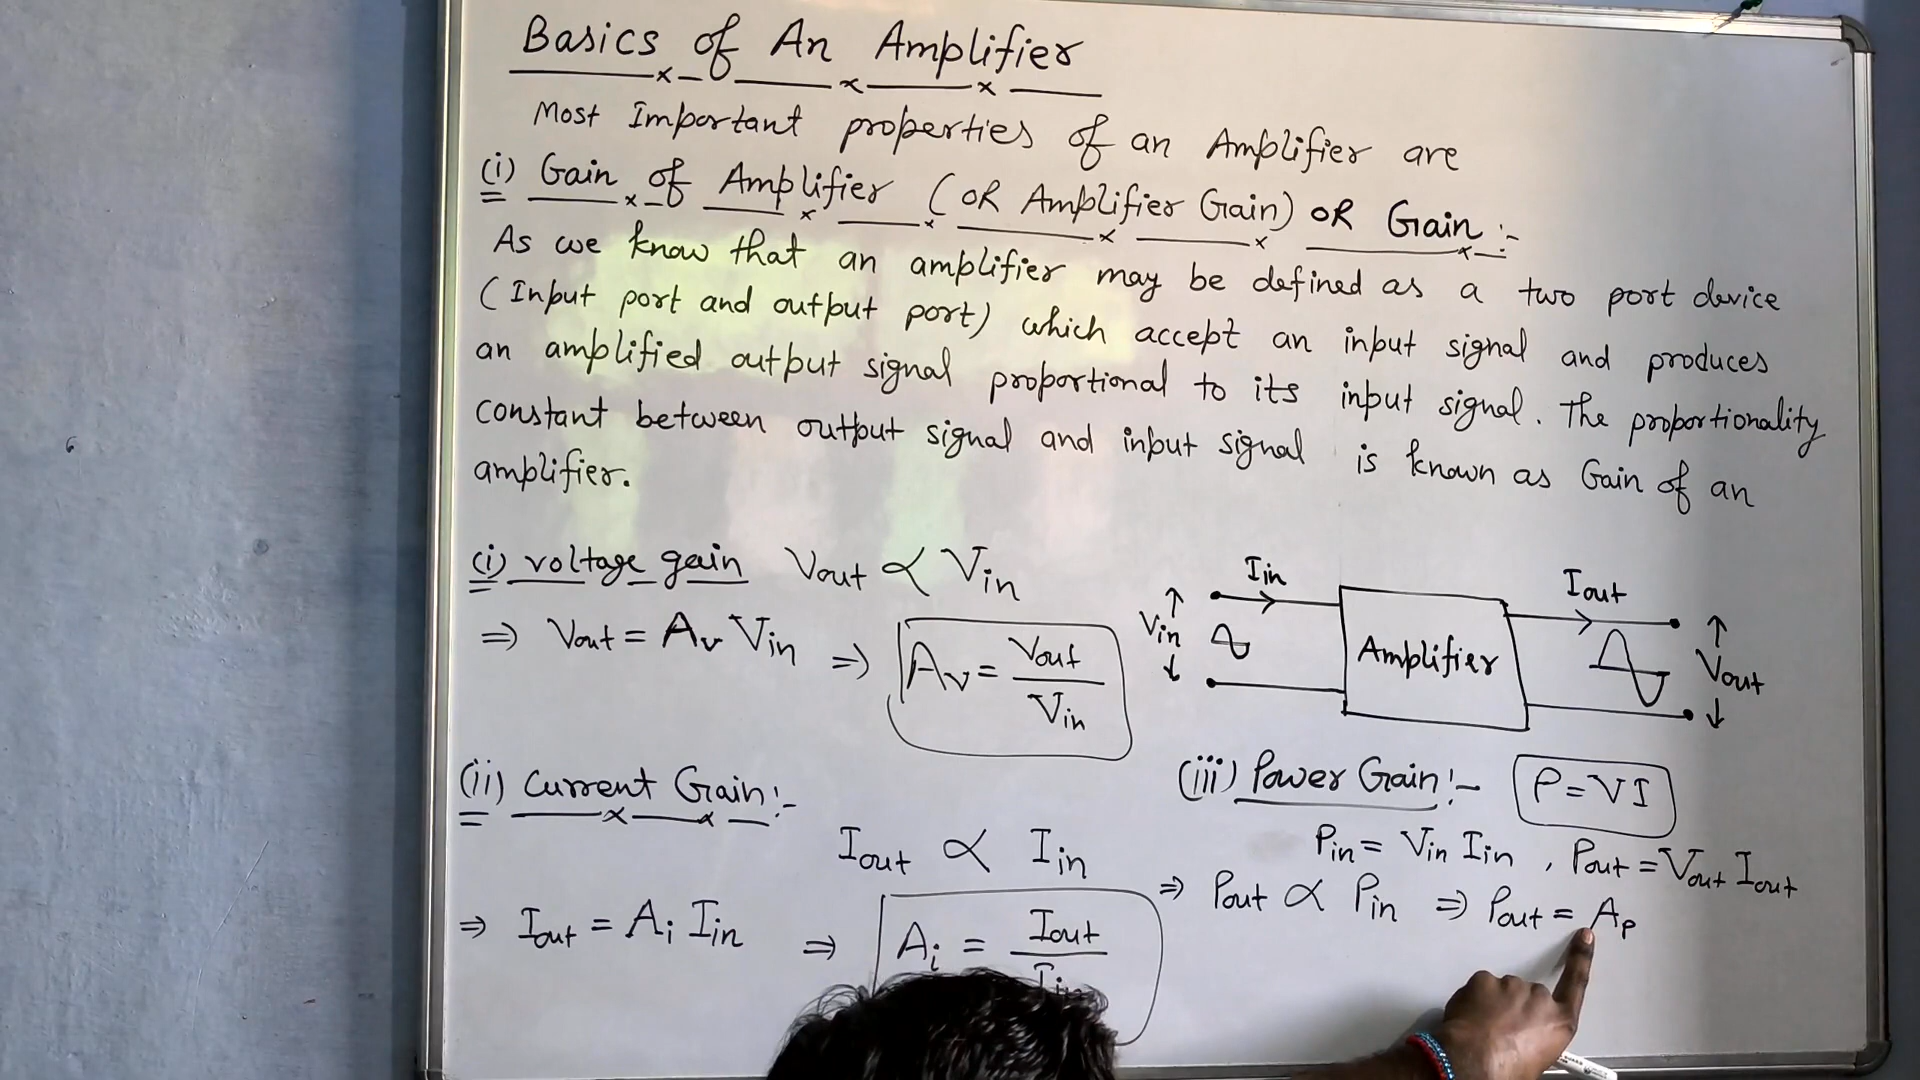 Basics of An Amplifier
Most Important properties of an Amplifier are
(i) Gain of Amplifier (OR Amplifier Gain) OR Gain :-
As we know that an amplifier may be defined as a two port device
(Input port and output port) which accept an input signal and produces
an amplified output signal proportional to its input signal. The proportionality
constant between output signal and input signal is known as Gain of an
amplifier.
(i) voltage gain Vout ∝ Vin
⇒ Vout = Av Vin ⇒ Av = Vout / Vin
Iin
Vin
Amplifier
Iout
Vout
(ii) Current Gain :-
Iout ∝ Iin
⇒ Iout = Ai Iin ⇒ Ai = Iout / Iin
(iii) Power Gain :- P = VI
Pin = Vin Iin , Pout = Vout Iout
⇒ Pout ∝ Pin ⇒ Pout = Ap